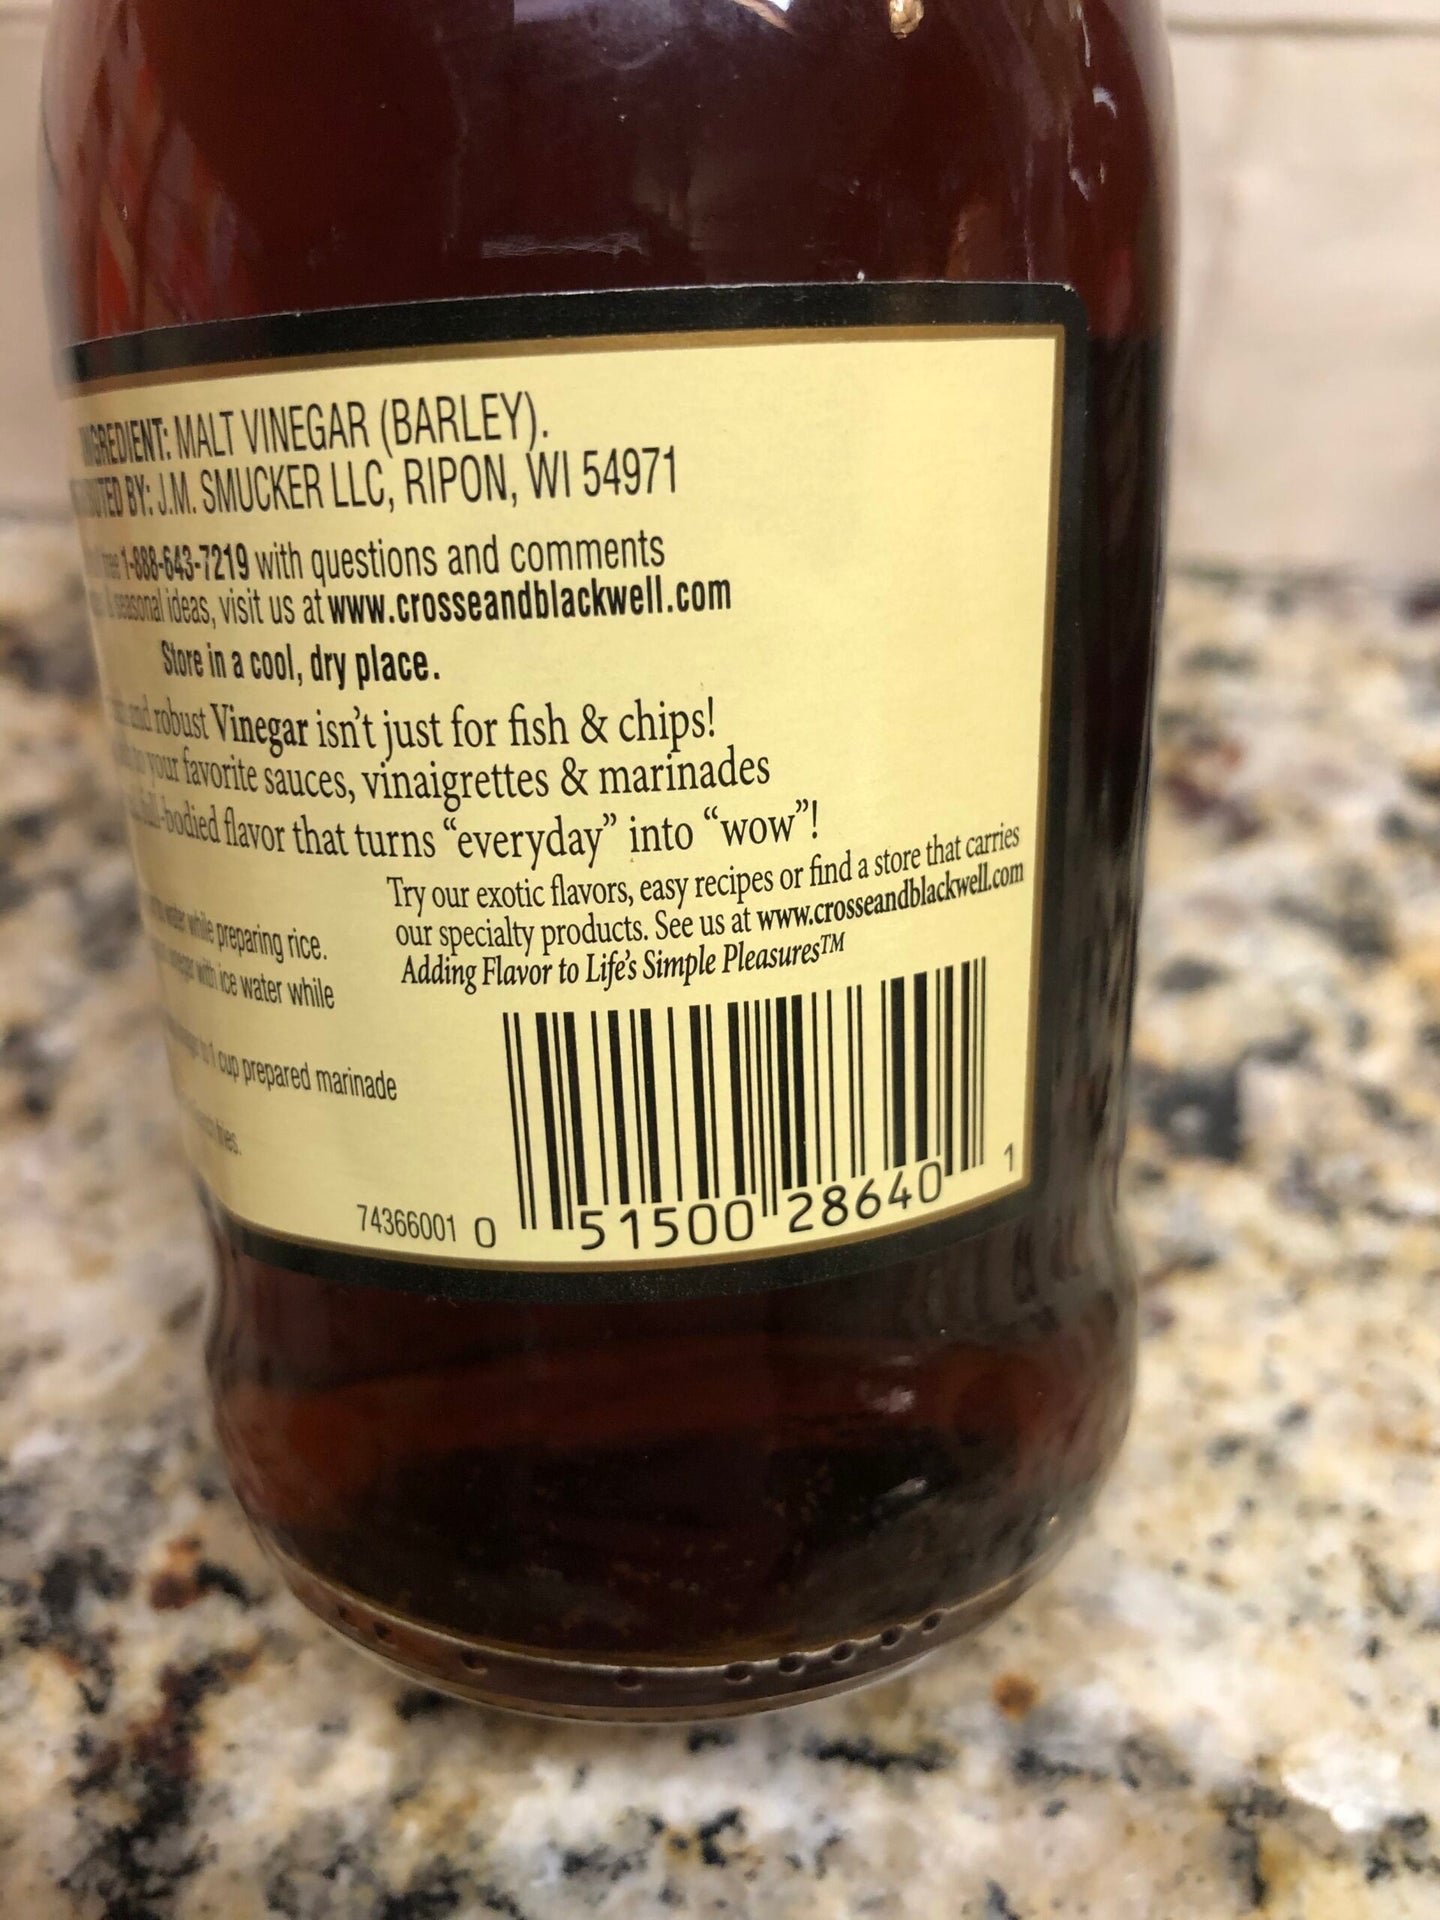 INGREDIENT: MALT VINEGAR (BARLEY).
BY: J.M. SMUCKER LLC, RIPON, WI 54971
1-888-643-7219 with questions and comments
seasonal ideas, visit us at www.crosseandblackwell.com
Store in a cool, dry place.
and robust Vinegar isn't just for fish & chips!
your favorite sauces, vinaigrettes & marinades
full-bodied flavor that turns "everyday" into "wow"!
Try our exotic flavors, easy recipes or find a store that carries
our specialty products. See us at www.crosseandblackwell.com
Adding Flavor to Life's Simple Pleasures™
water while preparing rice.
with ice water while
1 cup prepared marinade
fries.
74366001
0 51500 28640 1